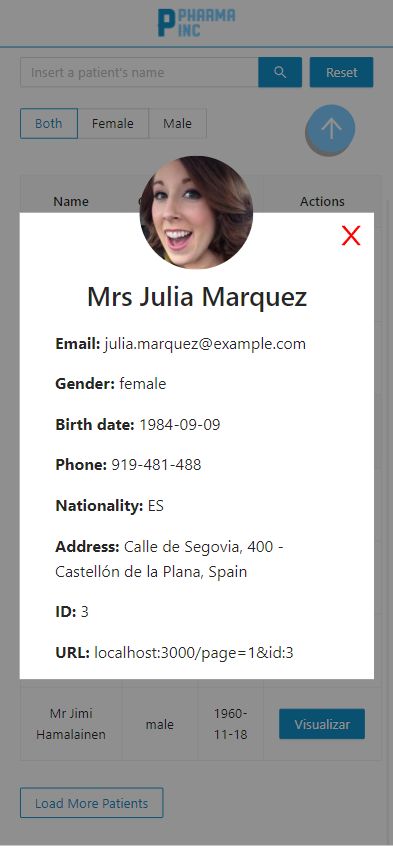 PHARMA
INC
Insert a patient's name
Reset
Both Female Male
Name Actions
X
Mrs Julia Marquez
Email: julia.marquez@example.com
Gender: female
Birth date: 1984-09-09
Phone: 919-481-488
Nationality: ES
Address: Calle de Segovia, 400 -
Castellón de la Plana, Spain
ID: 3
URL: localhost:3000/page=1&id:3
Mr Jimi
Hamalainen
male
1960-
11-18
Visualizar
Load More Patients